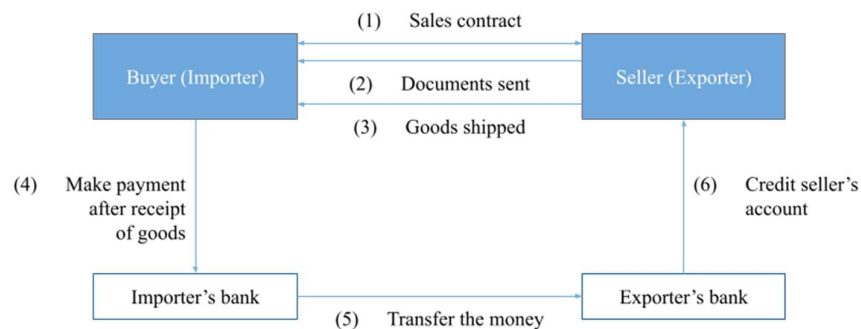 (1) Sales contract
Buyer (Importer)
Seller (Exporter)
(2) Documents sent
(3) Goods shipped
(4) Make payment
after receipt
of goods
(6) Credit seller’s
account
Importer’s bank
Exporter’s bank
(5) Transfer the money